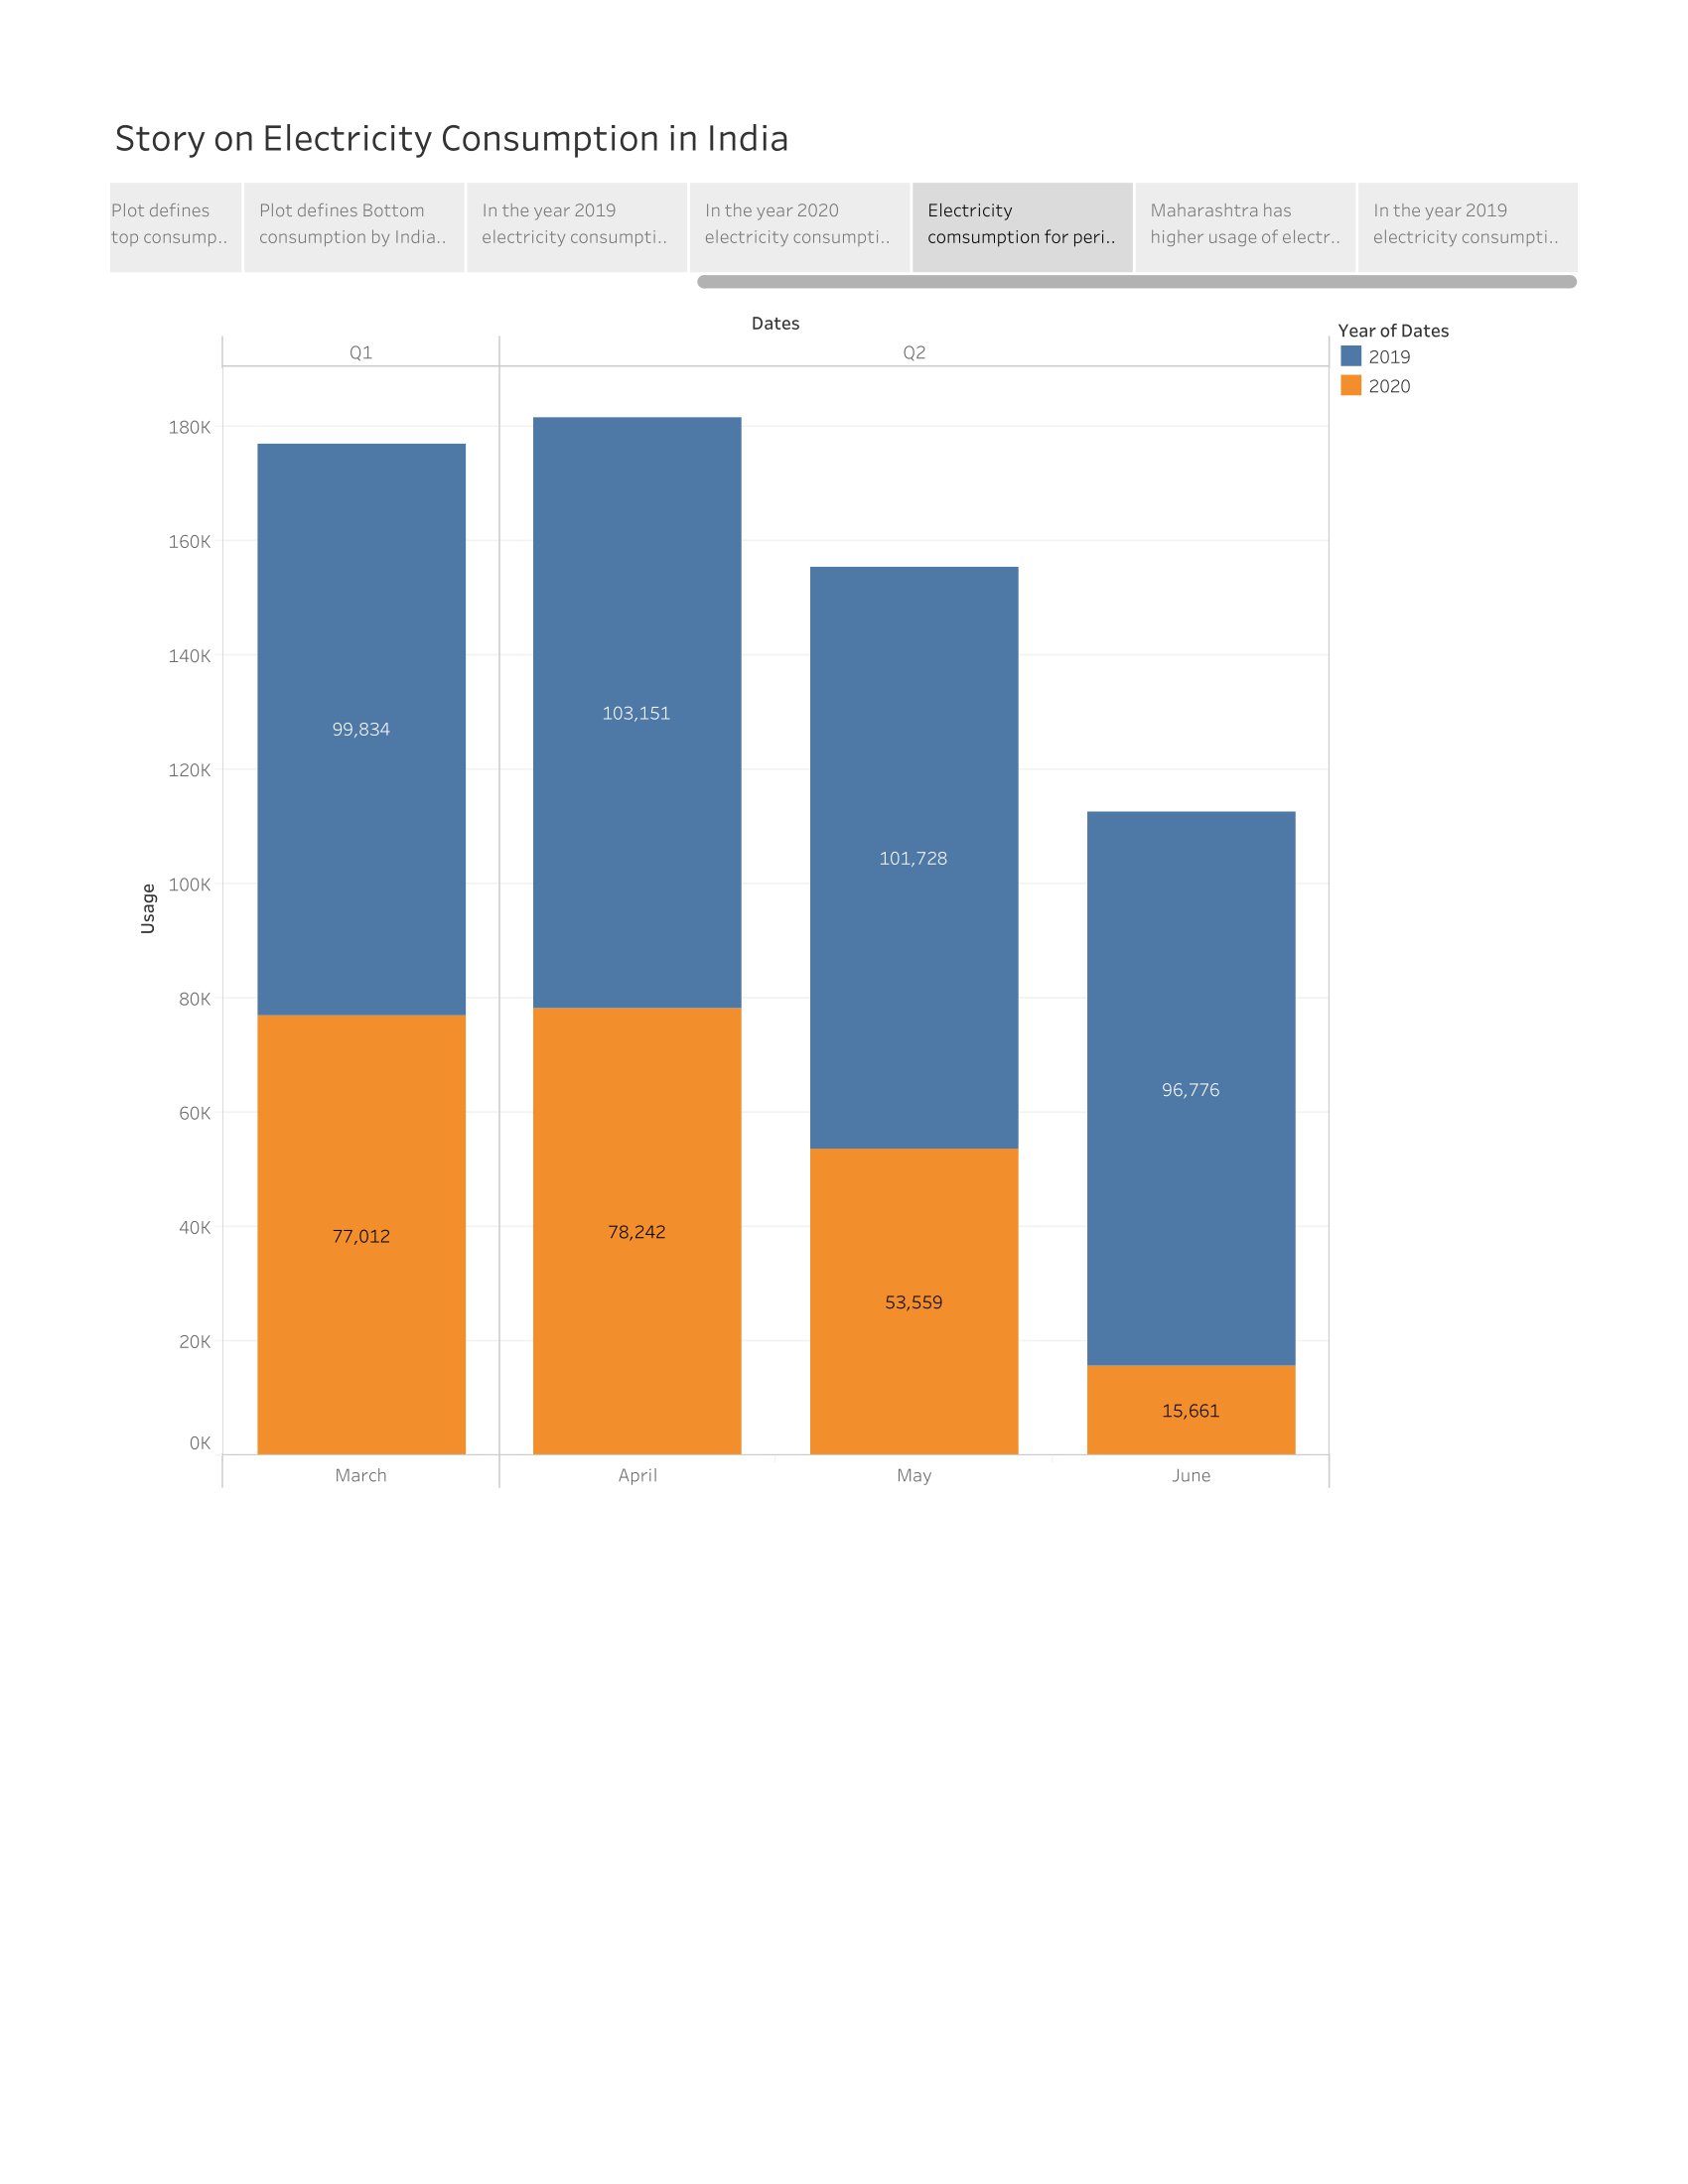 Story on Electricity Consumption in India
Plot defines
top consump..
Plot defines Bottom
consumption by India..
In the year 2019
electricity consumpti..
In the year 2020
electricity consumpti..
Electricity
comsumption for peri..
Maharashtra has
higher usage of electr..
In the year 2019
electricity consumpti..
Dates
Q1
Q2
Year of Dates
2019
2020
180K
160K
140K
120K
100K
80K
60K
40K
20K
0K
Usage
99,834
103,151
101,728
96,776
77,012
78,242
53,559
15,661
March
April
May
June